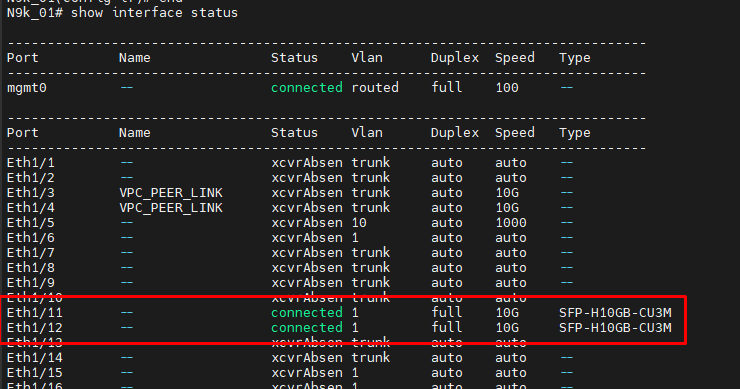 N9k_01# show interface status
--------------------------------------------------------------------------------
Port Name Status Vlan Duplex Speed Type
--------------------------------------------------------------------------------
mgmt0 -- connected routed full 100 --
--------------------------------------------------------------------------------
Port Name Status Vlan Duplex Speed Type
--------------------------------------------------------------------------------
Eth1/1 -- xcvrAbsen trunk auto auto --
Eth1/2 -- xcvrAbsen trunk auto auto --
Eth1/3 VPC_PEER_LINK xcvrAbsen trunk auto 10G --
Eth1/4 VPC_PEER_LINK xcvrAbsen trunk auto 10G --
Eth1/5 -- xcvrAbsen 10 auto 1000 --
Eth1/6 -- xcvrAbsen 1 auto auto --
Eth1/7 -- xcvrAbsen trunk auto auto --
Eth1/8 -- xcvrAbsen trunk auto auto --
Eth1/9 -- xcvrAbsen trunk auto auto --
Eth1/10 -- xcvrAbsen trunk auto auto --
Eth1/11 -- connected 1 full 10G SFP-H10GB-CU3M
Eth1/12 -- connected 1 full 10G SFP-H10GB-CU3M
Eth1/13 -- xcvrAbsen trunk auto auto --
Eth1/14 -- xcvrAbsen trunk auto auto --
Eth1/15 -- xcvrAbsen 1 auto auto --
Eth1/16 -- xcvrAbsen 1 auto auto --